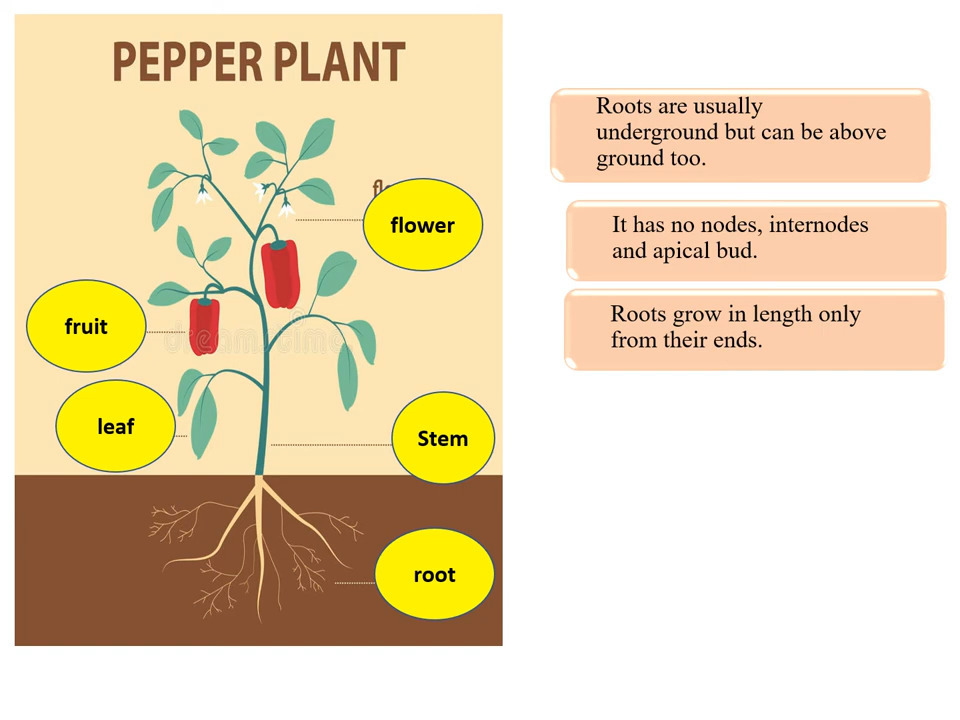 PEPPER PLANT
flower
fruit
leaf
Stem
root
Roots are usually
underground but can be above
ground too.
It has no nodes, internodes
and apical bud.
Roots grow in length only
from their ends.